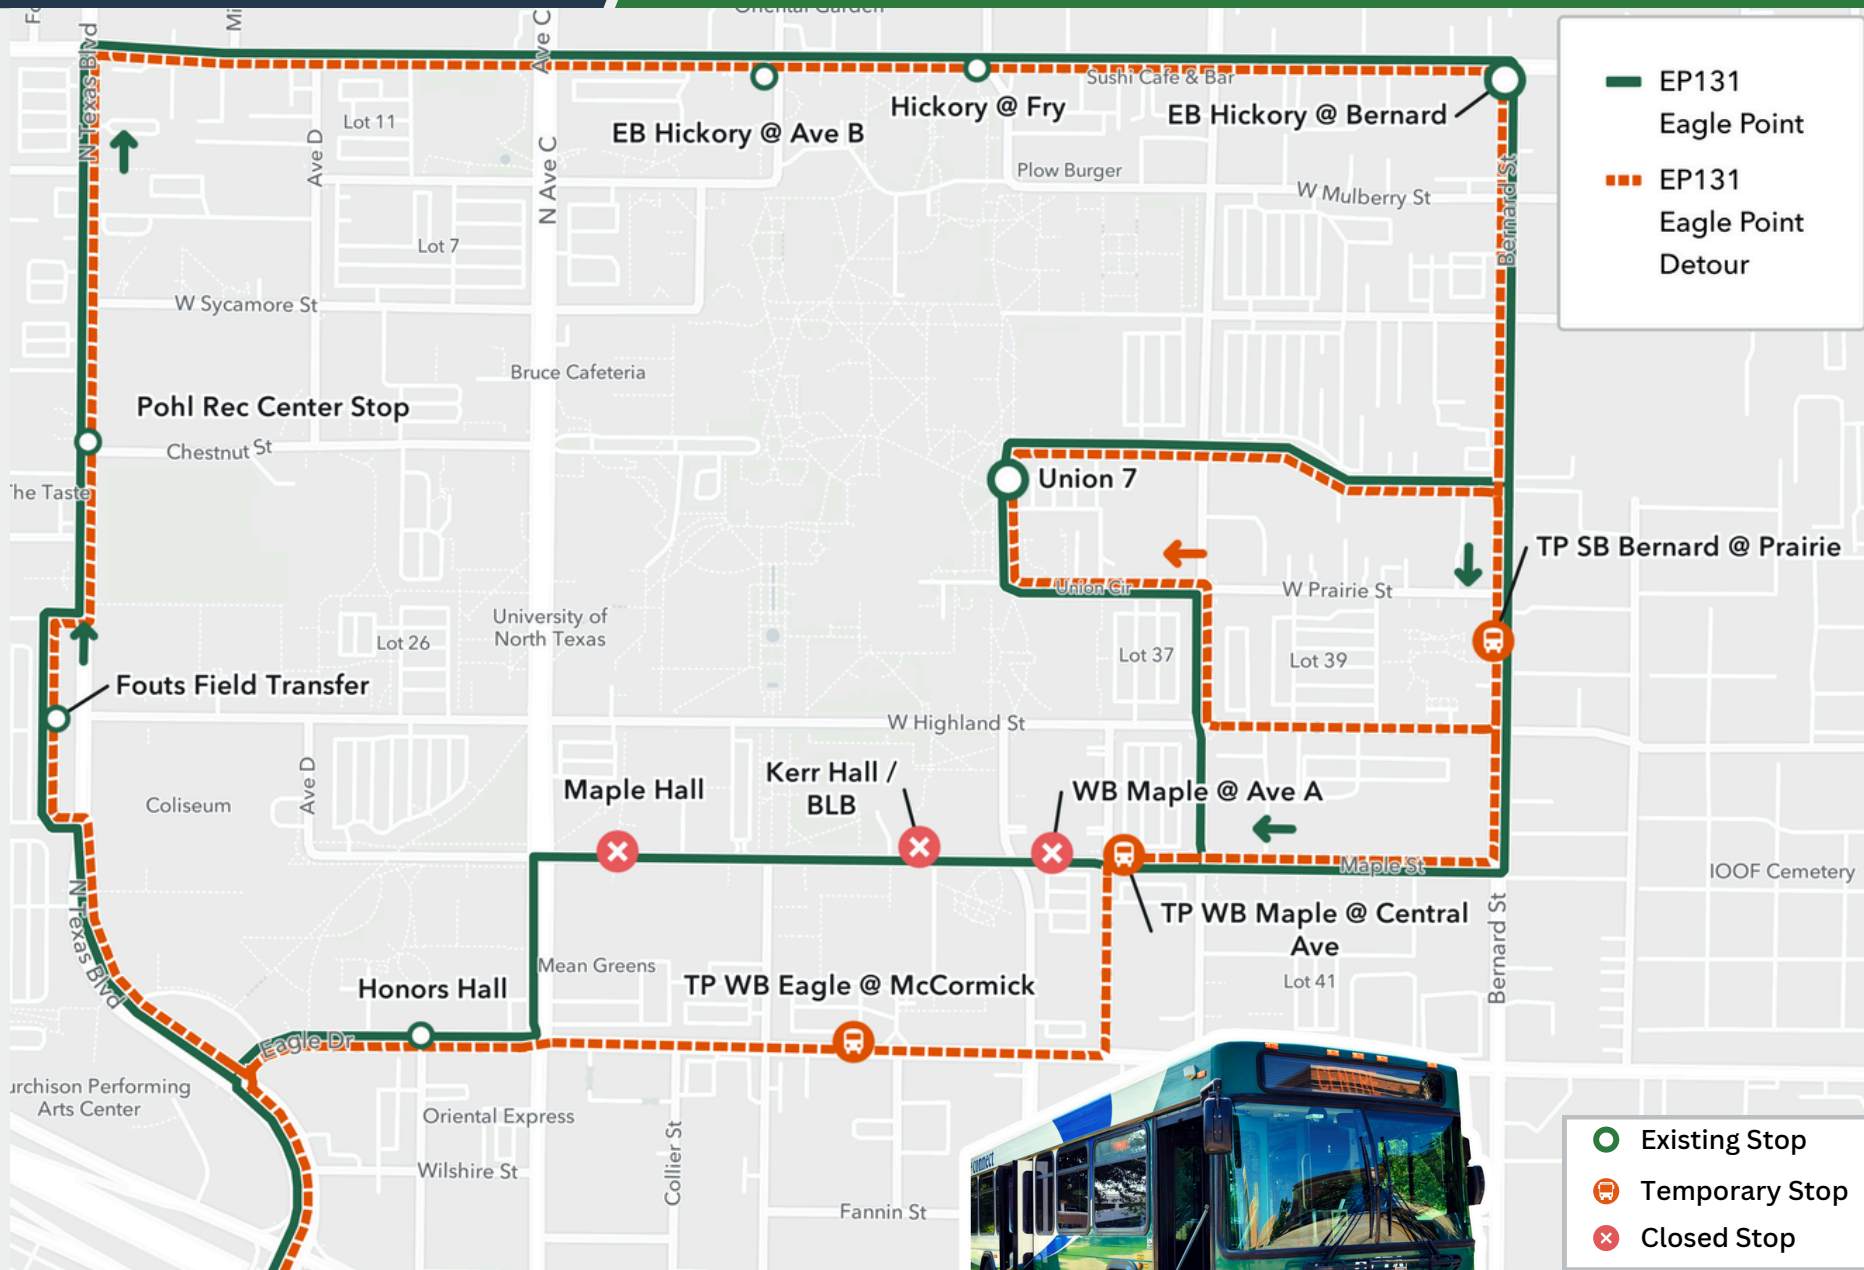 Oriental Garden
N Texas Blvd
Ave C
Sushi Cafe & Bar
EB Hickory @ Ave B
Hickory @ Fry
EB Hickory @ Bernard
EP131
Eagle Point
EP131
Eagle Point
Detour
Lot 11
Ave D
N Ave C
Plow Burger
W Mulberry St
Bernard St
Lot 7
W Sycamore St
Bruce Cafeteria
Pohl Rec Center Stop
Chestnut St
The Taste
Union 7
TP SB Bernard @ Prairie
Union Cir
W Prairie St
University of
North Texas
Lot 26
Lot 37
Lot 39
Fouts Field Transfer
W Highland St
Coliseum
Ave D
Maple Hall
Kerr Hall /
BLB
WB Maple @ Ave A
Maple St
IOOF Cemetery
TP WB Maple @ Central
Ave
Bernard St
N Texas Blvd
Mean Greens
Lot 41
Honors Hall
TP WB Eagle @ McCormick
Eagle Dr
urchison Performing
Arts Center
Oriental Express
Collier St
Wilshire St
Fannin St
connect
Existing Stop
Temporary Stop
Closed Stop